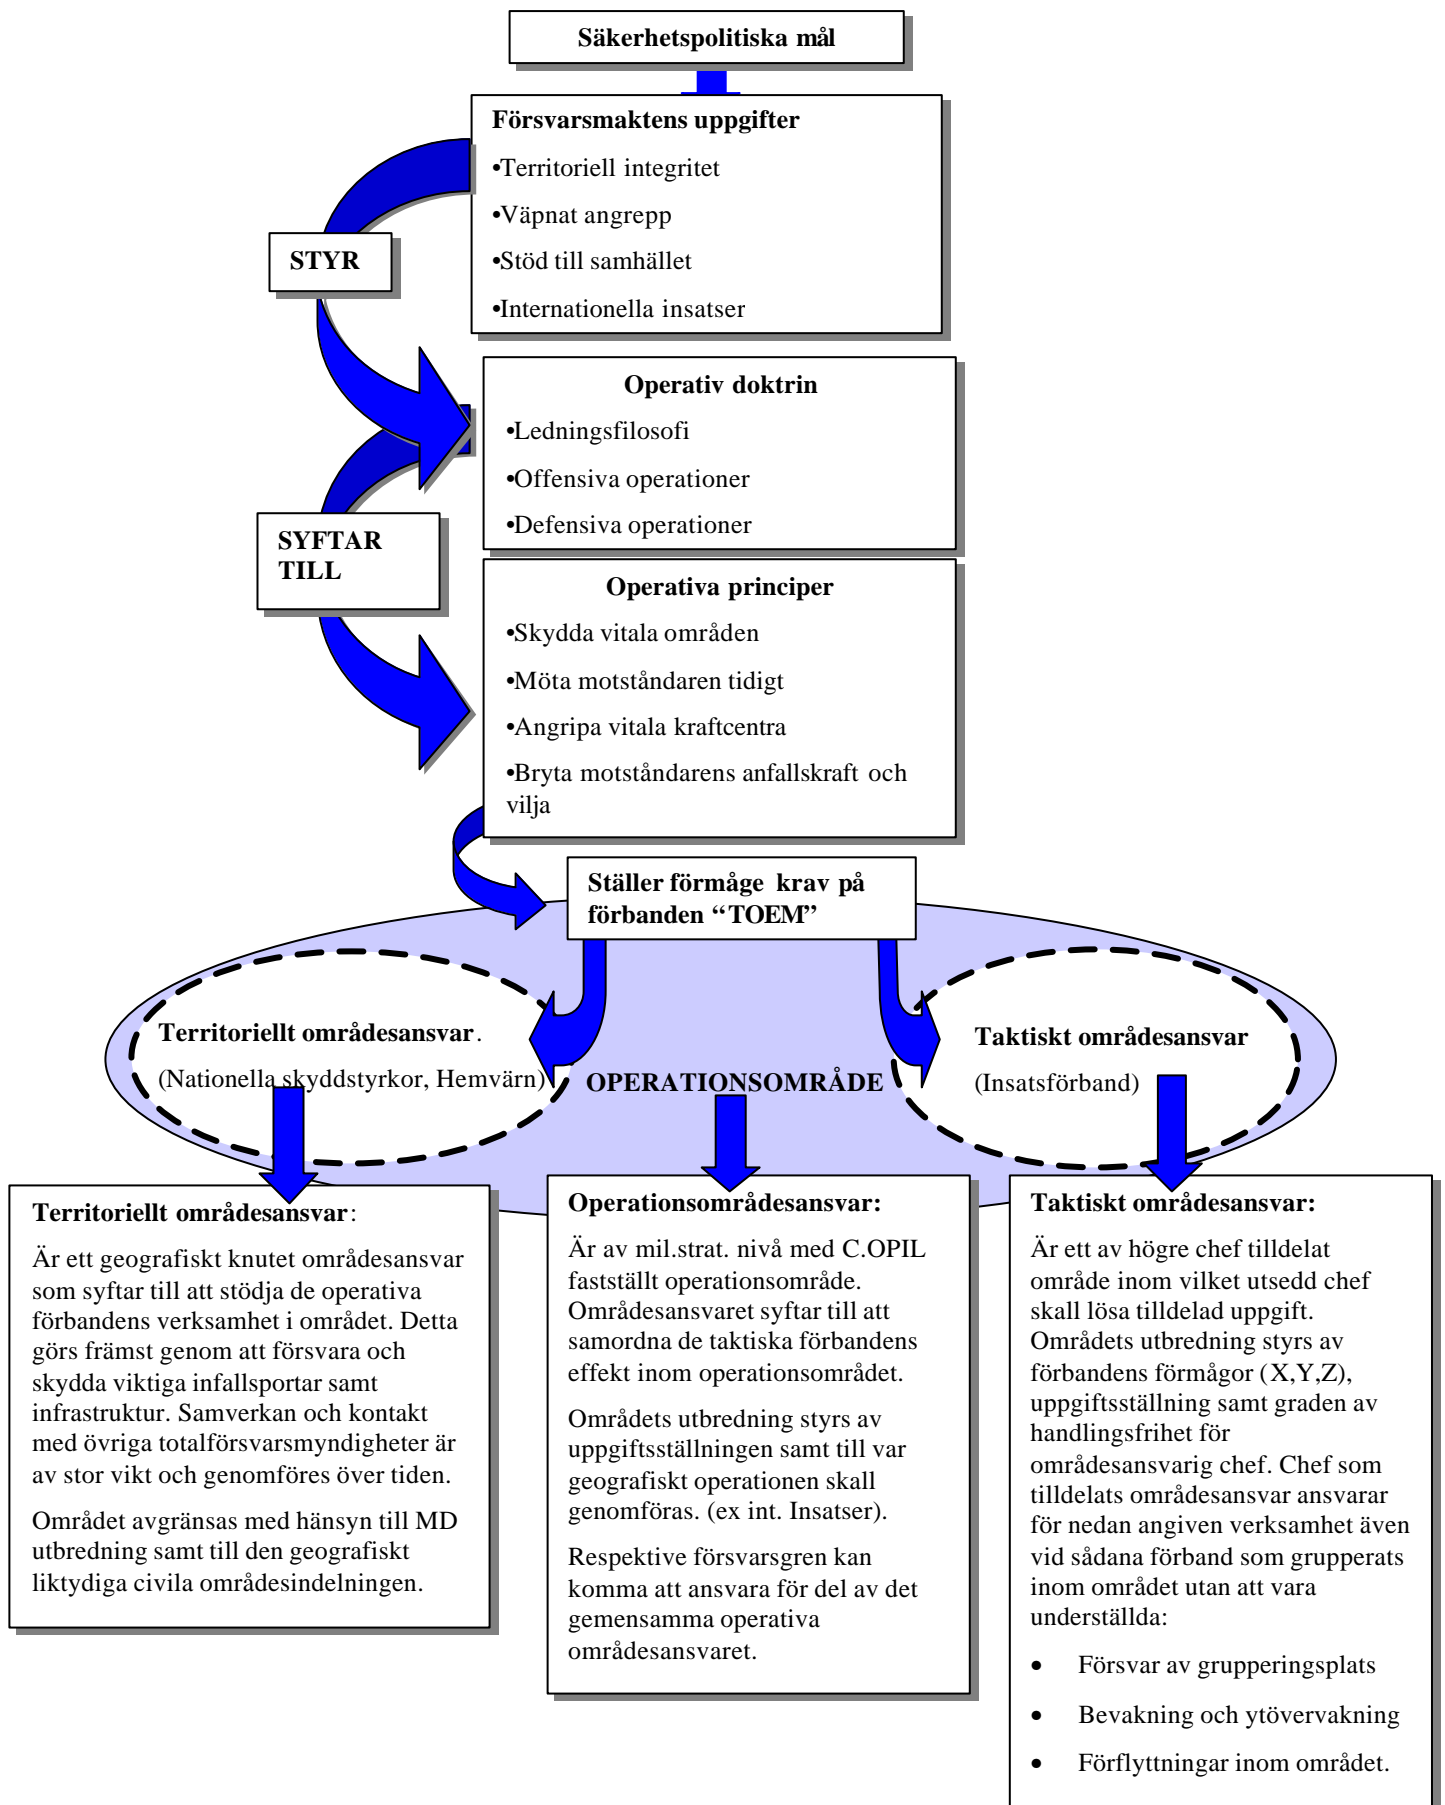 Säkerhetspolitiska mål
Försvarsmaktens uppgifter
•Territoriell integritet
•Väpnat angrepp
•Stöd till samhället
•Internationella insatser
STYR
Operativ doktrin
•Ledningsfilosofi
•Offensiva operationer
•Defensiva operationer
SYFTAR
TILL
Operativa principer
•Skydda vitala områden
•Möta motståndaren tidigt
•Angripa vitala kraftcentra
•Bryta motståndarens anfallskraft och
vilja
Ställer förmåge krav på
förbanden “TOEM”
Territoriellt områdesansvar.
(Nationella skyddstyrkor, Hemvärn)
OPERATIONSOMRÅDE
Taktiskt områdesansvar
(Insatsförband)
Territoriellt områdesansvar:
Är ett geografiskt knutet områdesansvar
som syftar till att stödja de operativa
förbandens verksamhet i området. Detta
görs främst genom att försvara och
skydda viktiga infallsportar samt
infrastruktur. Samverkan och kontakt
med övriga totalförsvarsmyndigheter är
av stor vikt och genomföres över tiden.
Området avgränsas med hänsyn till MD
utbredning samt till den geografiskt
liktydiga civila områdesindelningen.
Operationsområdesansvar:
Är av mil.strat. nivå med C.OPIL
fastställt operationsområde.
Områdesansvaret syftar till att
samordna de taktiska förbandens
effekt inom operationsområdet.
Områdets utbredning styrs av
uppgiftsställningen samt till var
geografiskt operationen skall
genomföras. (ex int. Insatser).
Respektive försvarsgren kan
komma att ansvara för del av det
gemensamma operativa
områdesansvaret.
Taktiskt områdesansvar:
Är ett av högre chef tilldelat
område inom vilket utsedd chef
skall lösa tilldelad uppgift.
Områdets utbredning styrs av
förbandens förmågor (X,Y,Z),
uppgiftsställning samt graden av
handlingsfrihet för
områdesansvarig chef. Chef som
tilldelats områdesansvar ansvarar
för nedan angiven verksamhet även
vid sådana förband som grupperats
inom området utan att vara
underställda:
• Försvar av grupperingsplats
• Bevakning och ytövervakning
• Förflyttningar inom området.